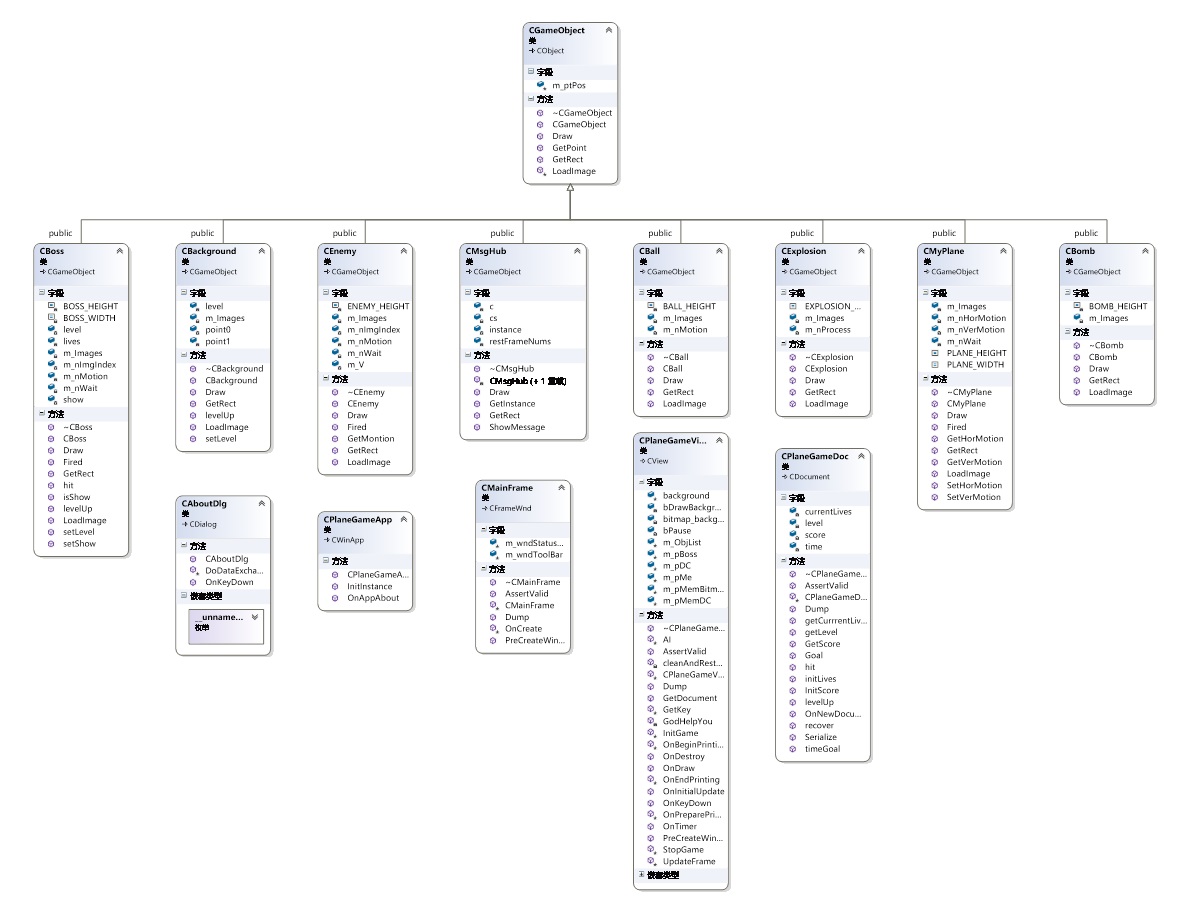 CGameObject
类
CObject
字段
m_ptPos
方法
~CGameObject
CGameObject
Draw
GetPoint
GetRect
LoadImage
public
public
public
public
public
public
public
public
CBoss
类
CGameObject
字段
BOSS_HEIGHT
BOSS_WIDTH
level
lives
m_Images
m_nImgIndex
m_nMotion
m_nWait
show
方法
~CBoss
CBoss
Draw
Fired
GetRect
hit
isShow
levelUp
LoadImage
setLevel
setShow
CBackground
类
CGameObject
字段
level
m_Images
point0
point1
方法
~CBackground
CBackground
Draw
GetRect
levelUp
LoadImage
setLevel
CEnemy
类
CGameObject
字段
ENEMY_HEIGHT
m_Images
m_nImgIndex
m_nMotion
m_nWait
m_V
方法
~CEnemy
CEnemy
Draw
Fired
GetMontion
GetRect
LoadImage
CMsgHub
类
CGameObject
字段
c
cs
instance
restFrameNums
方法
~CMsgHub
CMsgHub (+ 1 重载)
Draw
GetInstance
GetRect
ShowMessage
CBall
类
CGameObject
字段
BALL_HEIGHT
m_Images
m_nMotion
方法
~CBall
CBall
Draw
GetRect
LoadImage
CExplosion
类
CGameObject
字段
EXPLOSION_...
m_Images
m_nProcess
方法
~CExplosion
CExplosion
Draw
GetRect
LoadImage
CMyPlane
类
CGameObject
字段
m_Images
m_nHorMotion
m_nVerMotion
m_nWait
PLANE_HEIGHT
PLANE_WIDTH
方法
~CMyPlane
CMyPlane
Draw
Fired
GetHorMotion
GetRect
GetVerMotion
LoadImage
SetHorMotion
SetVerMotion
CBomb
类
CGameObject
字段
BOMB_HEIGHT
m_Images
方法
~CBomb
CBomb
Draw
GetRect
LoadImage
CAboutDlg
类
CDialog
方法
CAboutDlg
DoDataExcha...
OnKeyDown
嵌套类型
__unname...
枚举
CPlaneGameApp
类
CWinApp
方法
CPlaneGameA...
InitInstance
OnAppAbout
CMainFrame
类
CFrameWnd
字段
m_wndStatus...
m_wndToolBar
方法
~CMainFrame
AssertValid
CMainFrame
Dump
OnCreate
PreCreateWin...
CPlaneGameVi...
类
CView
字段
background
bDrawBackgr...
bitmap_backg...
bPause
m_ObjList
m_pBoss
m_pDC
m_pMe
m_pMemBitm...
m_pMemDC
方法
~CPlaneGame...
AI
AssertValid
cleanAndRest...
CPlaneGameV...
Dump
GetDocument
GetKey
GodHelpYou
InitGame
OnBeginPrinti...
OnDestroy
OnDraw
OnEndPrinting
OnInitialUpdate
OnKeyDown
OnPreparePri...
OnTimer
PreCreateWin...
StopGame
UpdateFrame
嵌套类型
CPlaneGameDoc
类
CDocument
字段
currentLives
level
score
time
方法
~CPlaneGame...
AssertValid
CPlaneGameD...
Dump
getCurrrentLiv...
getLevel
GetScore
Goal
hit
initLives
InitScore
levelUp
OnNewDocu...
recover
Serialize
timeGoal